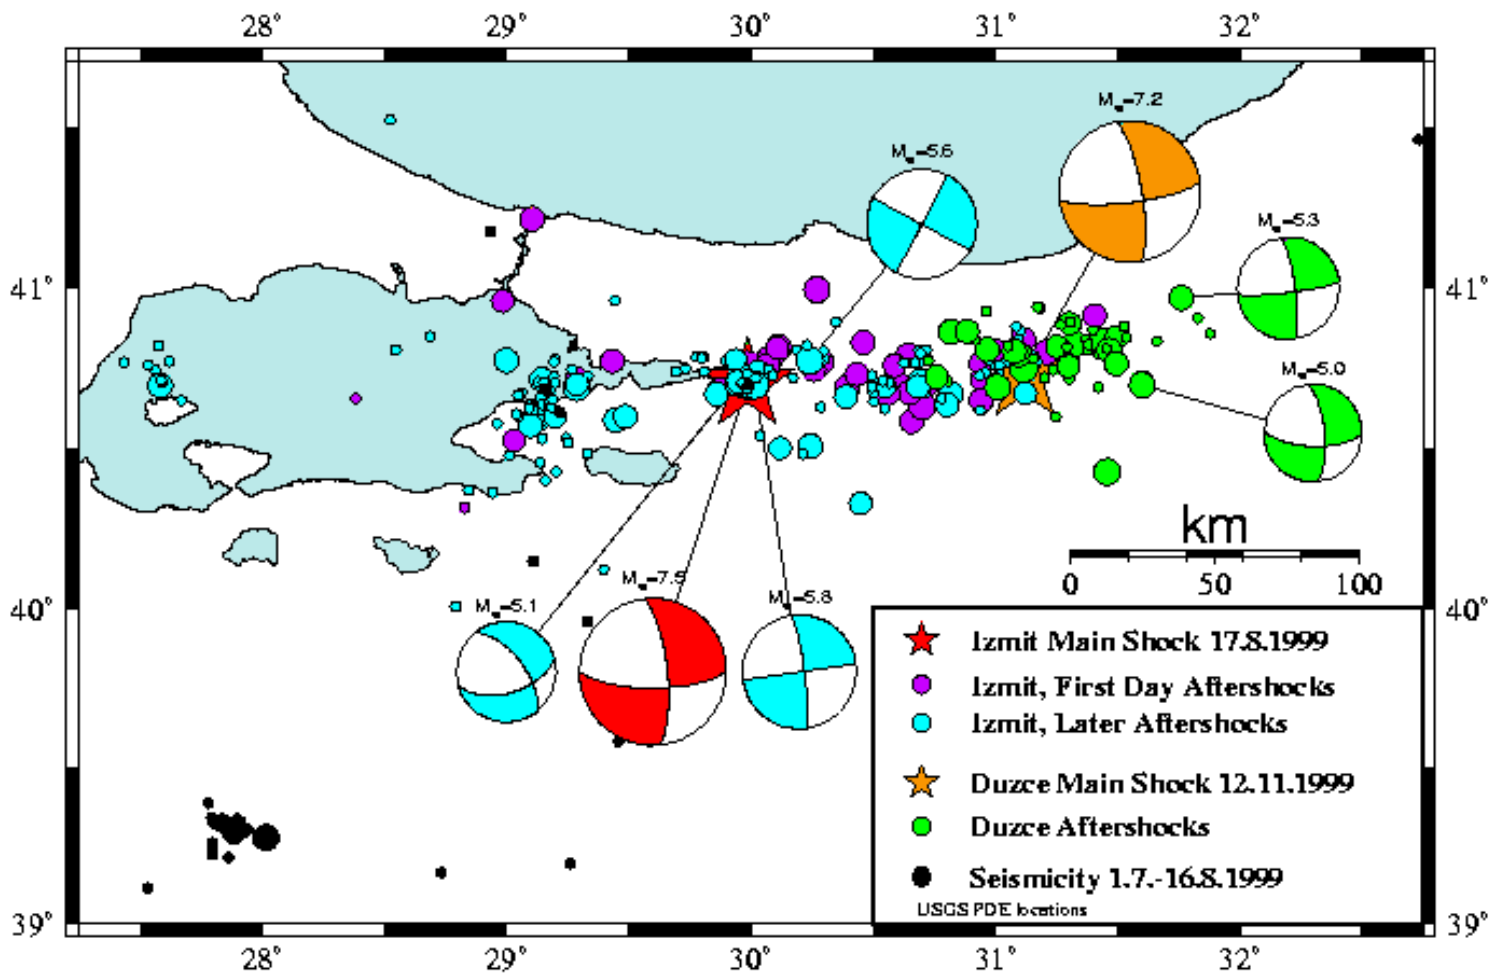 28° 29° 30° 31° 32°
Mw=7.2
Mw=5.6
Mw=5.3
41° 41°
Mw=5.0
km
0 50 100
Mw=7.5
Mw=5.8
Mw=5.1
40° 40°
Izmit Main Shock 17.8.1999
Izmit, First Day Aftershocks
Izmit, Later Aftershocks
Duzce Main Shock 12.11.1999
Duzce Aftershocks
Seismicity 1.7.-16.8.1999
USGS PDE locations
39° 39°
28° 29° 30° 31° 32°